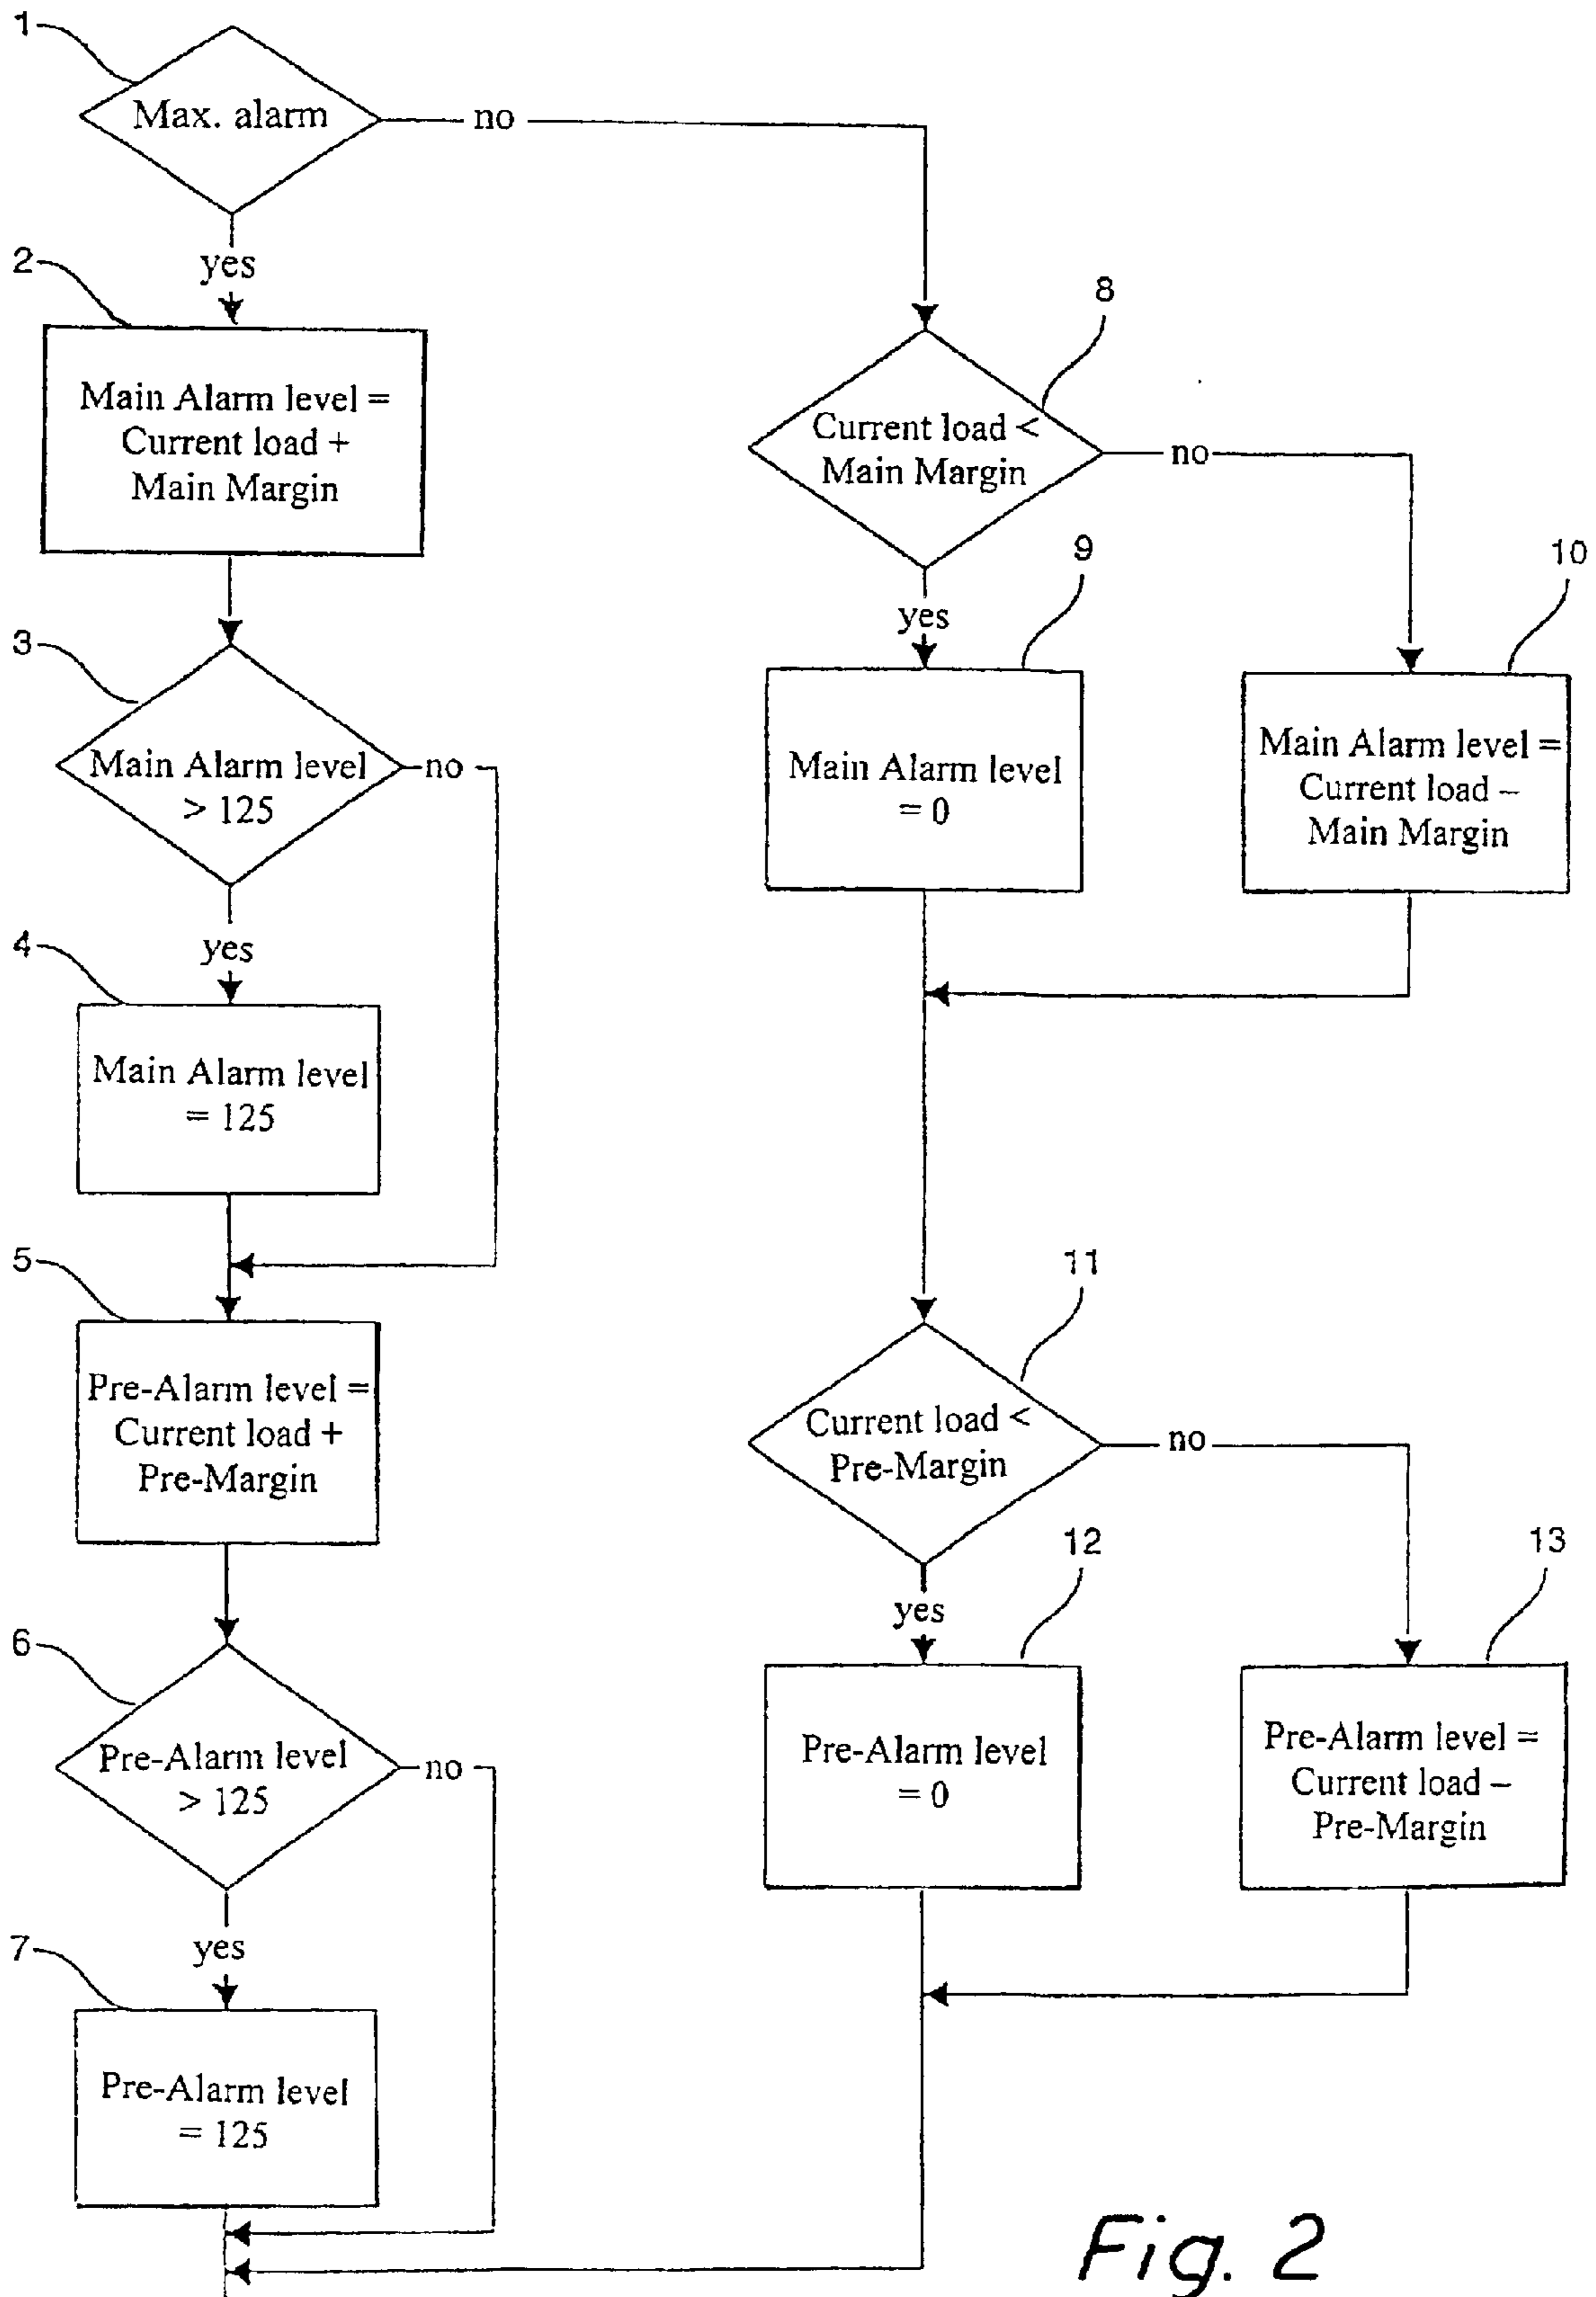 1
Max. alarm
no
yes
2
Main Alarm level =
Current load +
Main Margin
3
Main Alarm level
> 125
no
yes
4
Main Alarm level
= 125
5
Pre-Alarm level =
Current load +
Pre-Margin
6
Pre-Alarm level
> 125
no
yes
7
Pre-Alarm level
= 125
8
Current load <
Main Margin
no
yes
9
Main Alarm level
= 0
10
Main Alarm level =
Current load –
Main Margin
11
Current load <
Pre-Margin
no
yes
12
Pre-Alarm level
= 0
13
Pre-Alarm level =
Current load –
Pre-Margin
Fig. 2